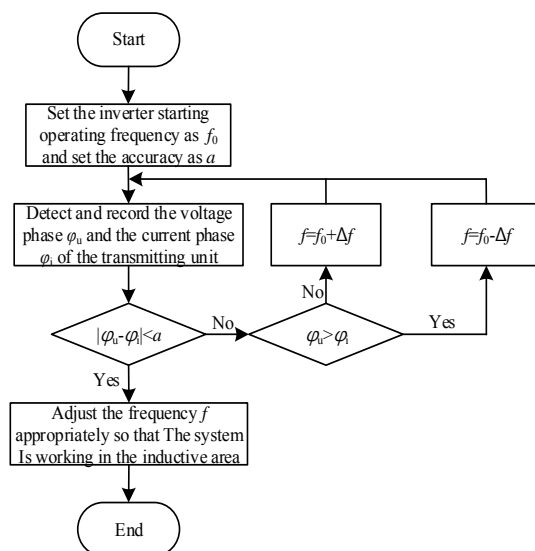 Start
Set the inverter starting
operating frequency as f₀
and set the accuracy as a
Detect and record the voltage
phase φᵤ and the current phase
φᵢ of the transmitting unit
f=f₀+Δf
f=f₀-Δf
|φᵤ-φᵢ|<a
No
φᵤ>φᵢ
No
Yes
Yes
Adjust the frequency f
appropriately so that The system
Is working in the inductive area
End